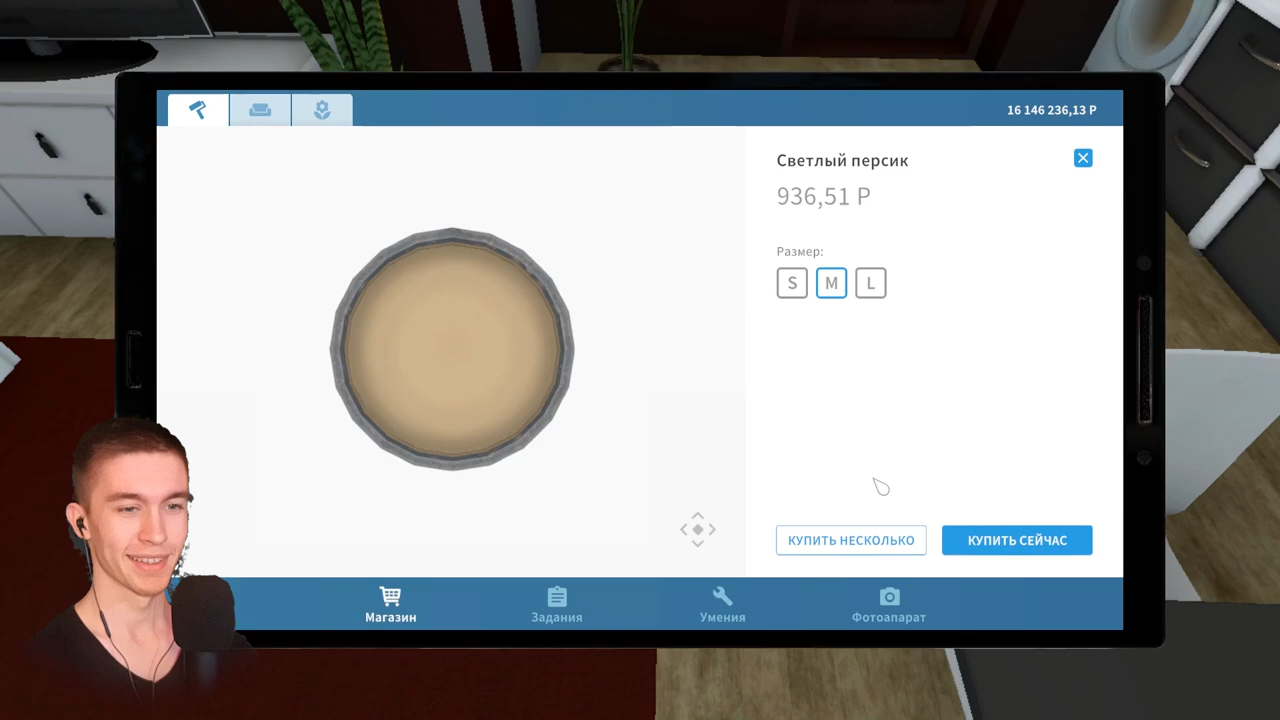 16 146 236,13 Р
Светлый персик
936,51 Р
Размер:
S M L
КУПИТЬ НЕСКОЛЬКО КУПИТЬ СЕЙЧАС
Магазин Задания Умения Фотоапарат